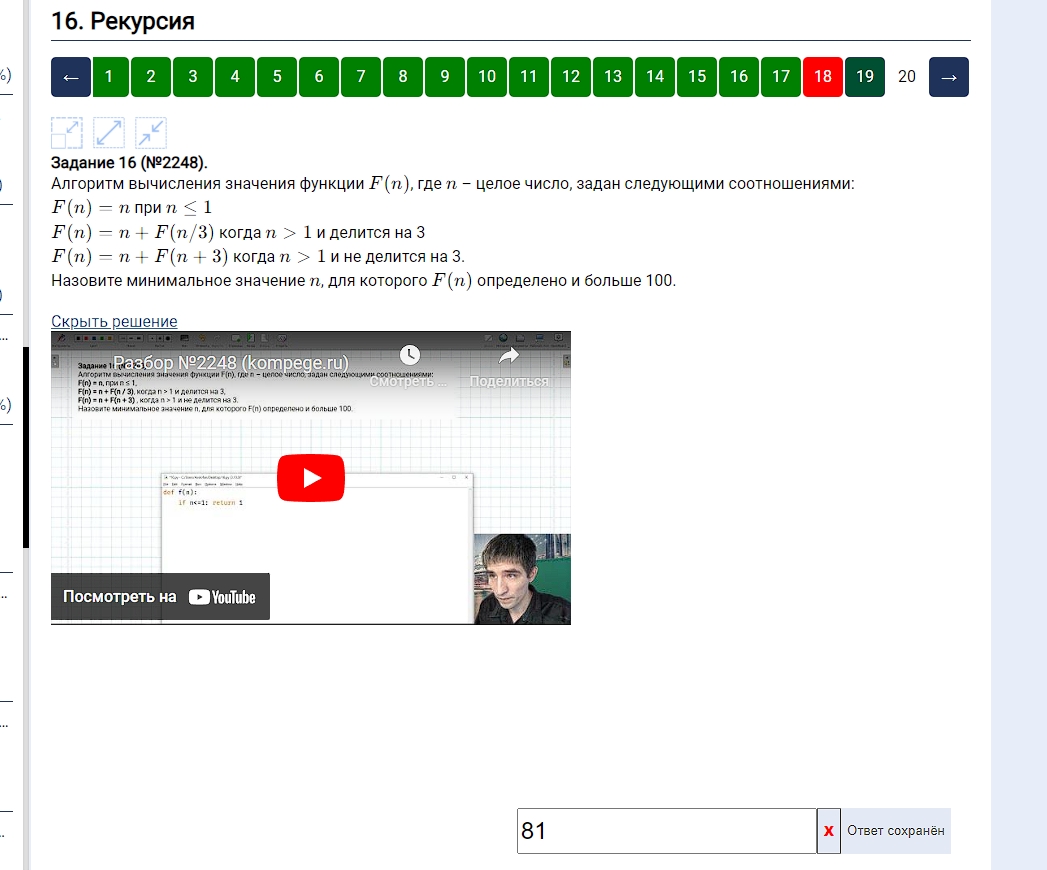 16. Рекурсия
%)
← 1 2 3 4 5 6 7 8 9 10 11 12 13 14 15 16 17 18 19 20 →
Задание 16 (№2248).
Алгоритм вычисления значения функции F(n), где n – целое число, задан следующими соотношениями:
F(n) = n при n ≤ 1
F(n) = n + F(n/3) когда n > 1 и делится на 3
F(n) = n + F(n + 3) когда n > 1 и не делится на 3.
Назовите минимальное значение n, для которого F(n) определено и больше 100.
Скрыть решение
Разбор №2248 (kompege.ru)
Смотреть ...
Поделиться
Алгоритм вычисления значения функции F(n), где n – целое число, задан следующими соотношениями:
F(n) = n, при n ≤ 1,
F(n) = n + F(n / 3), когда n > 1 и делится на 3,
F(n) = n + F(n + 3) , когда n > 1 и не делится на 3.
Назовите минимальное значение n, для которого F(n) определено и больше 100.
def f(n):
if n<=1: return 1
Посмотреть на YouTube
%)
81
x
Ответ сохранён